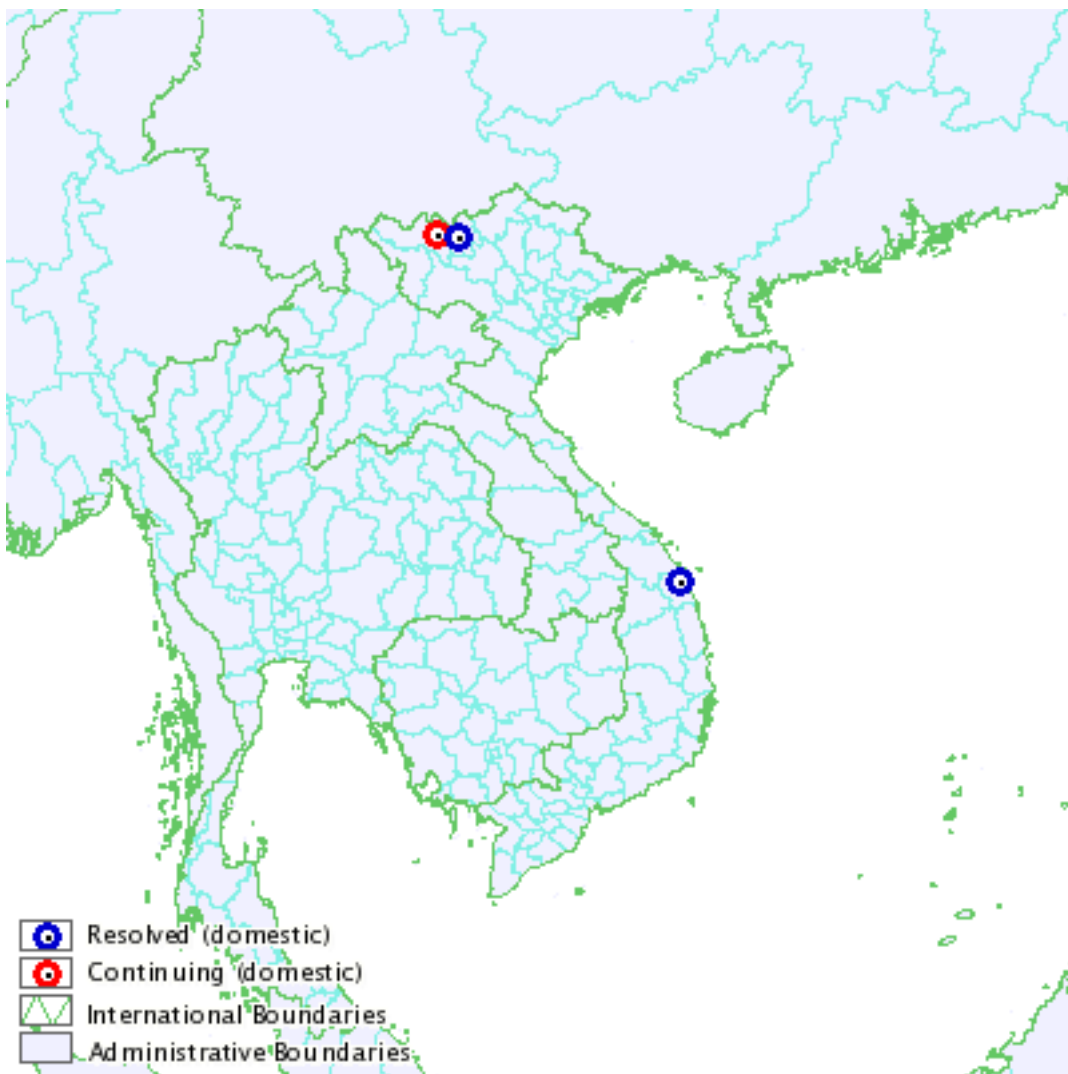 Resolved (domestic)
Continuing (domestic)
International Boundaries
Administrative Boundaries